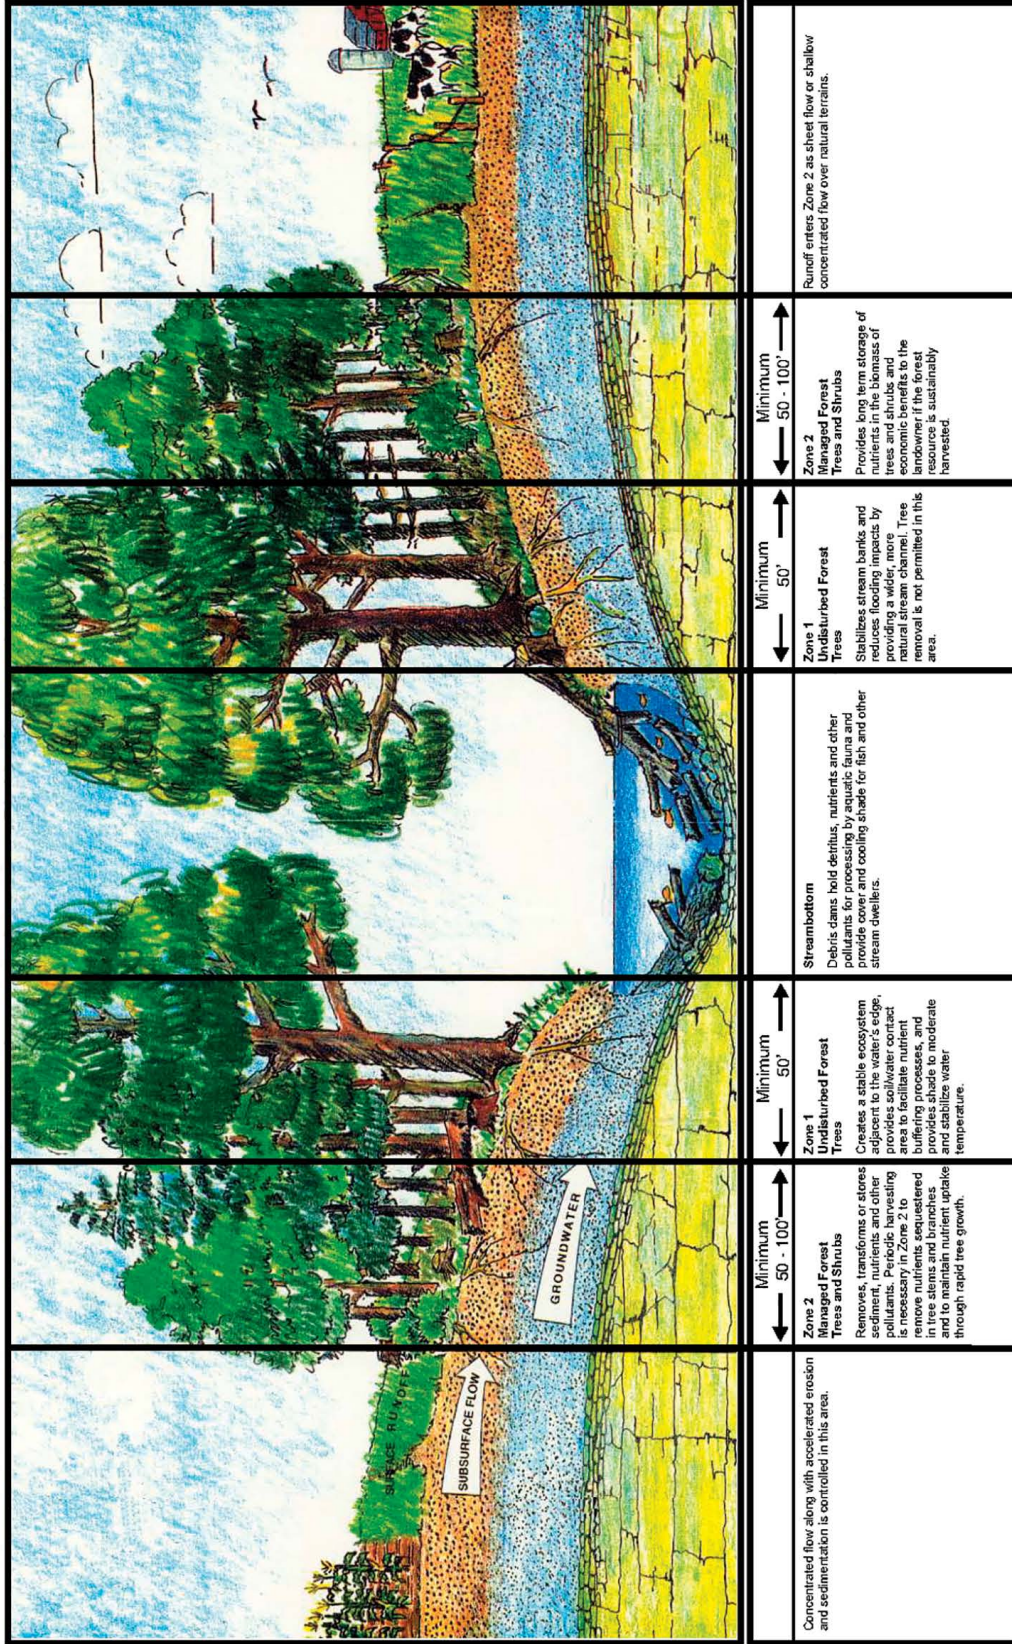 SURFACE RUNOFF
SUBSURFACE FLOW
GROUNDWATER
Minimum
50 - 100'
Minimum
50'
Minimum
50'
Minimum
50 - 100'
Concentrated flow along with accelerated erosion
and sedimentation is controlled in this area.
Zone 2
Managed Forest
Trees and Shrubs
Removes, transforms or stores
sediment, nutrients and other
pollutants. Periodic harvesting
is necessary in Zone 2 to
remove nutrients sequestered
in tree stems and branches
and to maintain nutrient uptake
through rapid tree growth.
Zone 1
Undisturbed Forest
Trees
Creates a stable ecosystem
adjacent to the water's edge,
provides soil/water contact
area to facilitate nutrient
buffering processes, and
provides shade to moderate
and stabilize water
temperature.
Streambottom
Debris dams hold detritus, nutrients and other
pollutants for processing by aquatic fauna and
provide cover and cooling shade for fish and other
stream dwellers.
Zone 1
Undisturbed Forest
Trees
Stabilizes stream banks and
reduces flooding impacts by
providing a wider, more
natural stream channel. Tree
removal is not permitted in this
area.
Zone 2
Managed Forest
Trees and Shrubs
Provides long term storage of
nutrients in the biomass of
trees and shrubs and
economic benefits to the
landowner if the forest
resource is sustainably
harvested.
Runoff enters Zone 2 as sheet flow or shallow
concentrated flow over natural terrains.